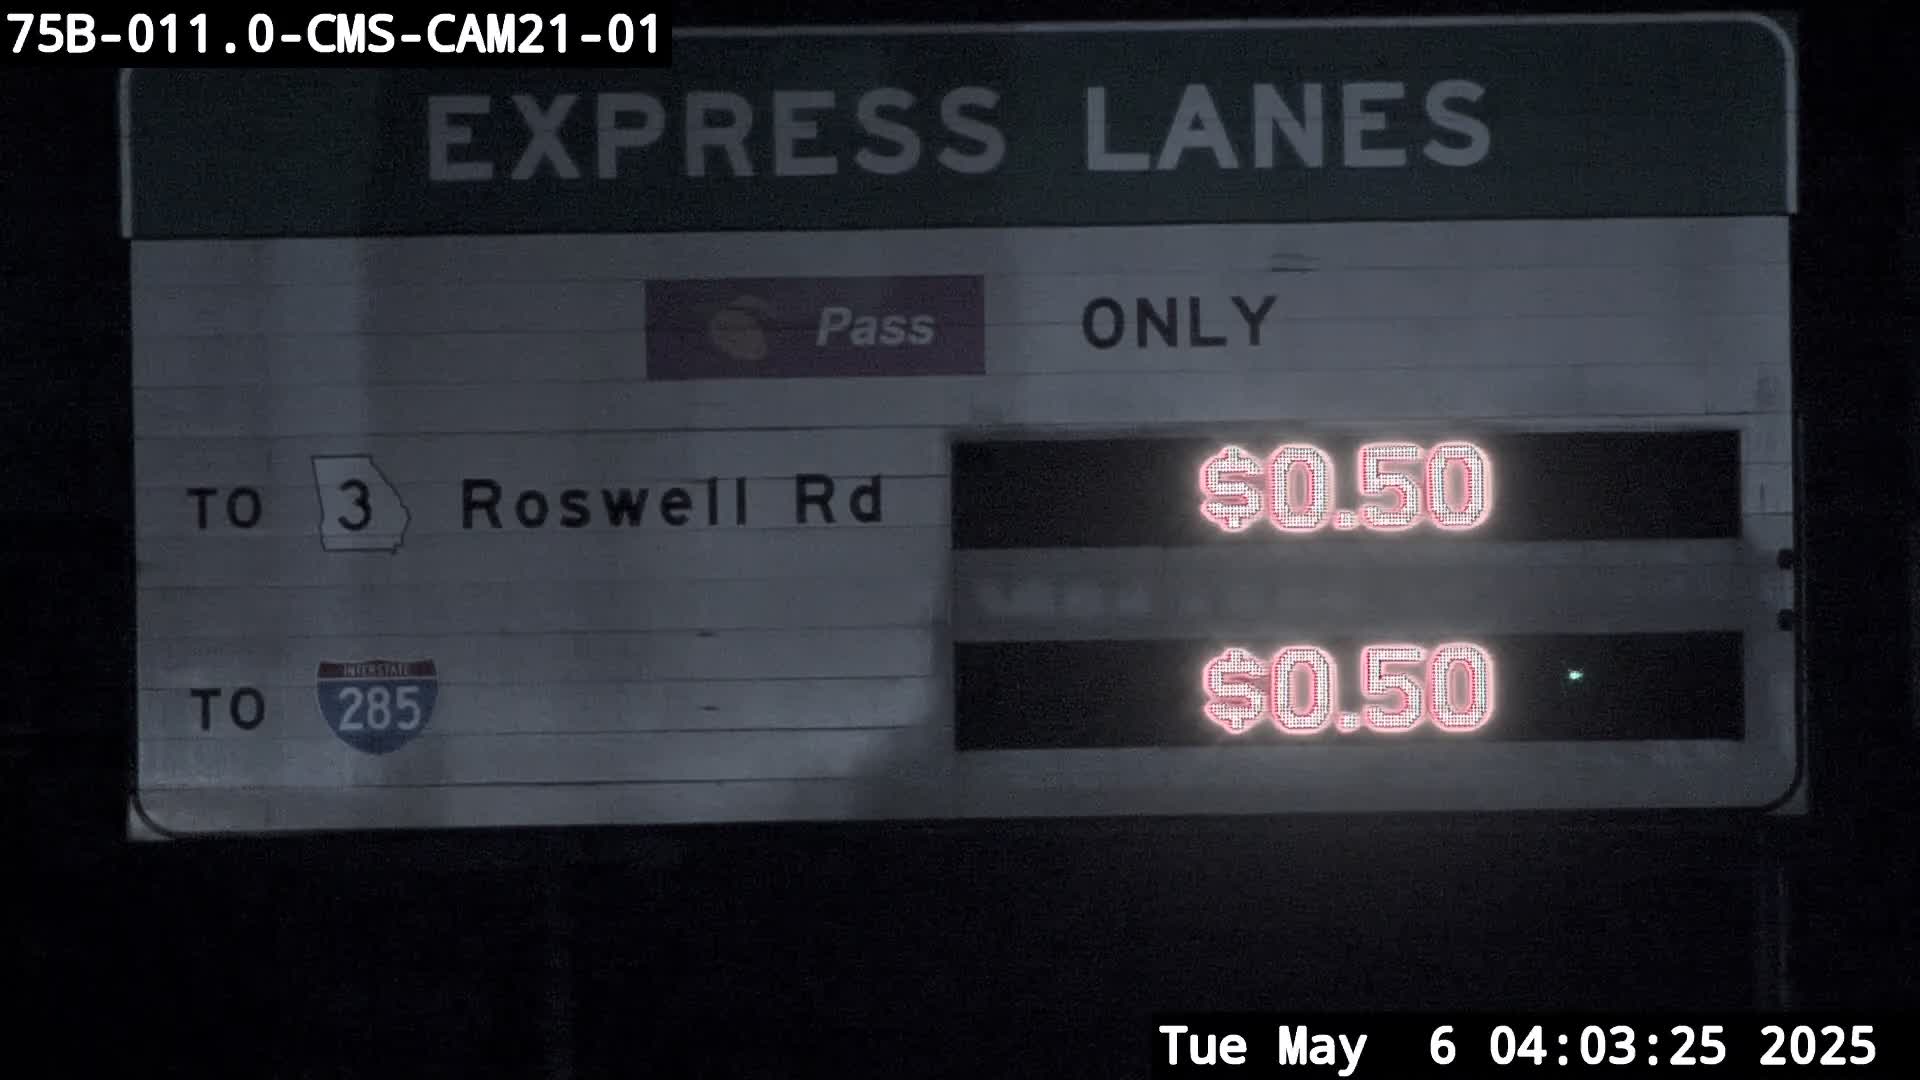 75B-011.0-CMS-CAM21-01
EXPRESS LANES
Pass ONLY
TO 3 Roswell Rd $0.50
TO INTERSTATE 285 $0.50
Tue May 6 04:03:25 2025